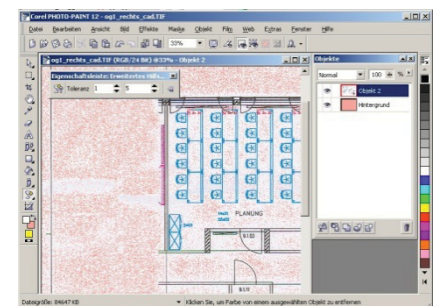 Corel PHOTO-PAINT 12 - og1_rechts_cad.TIF
Datei Bearbeiten Ansicht Bild Effekte Maske Objekt Film Web Extras Fenster Hilfe
33%
og1_rechts_cad.TIF (RGB/24 Bit) @33% - Objekt 2
Eigenschaftsleiste: Erweitertes Hilfs...
Toleranz 1 5
Objekte
Normal 100 %
Objekt 2
Hintergrund
PLANUNG
N103
Dateigröße: 84647 KB Klicken Sie, um Farbe von einem ausgewählten Objekt zu entfernen